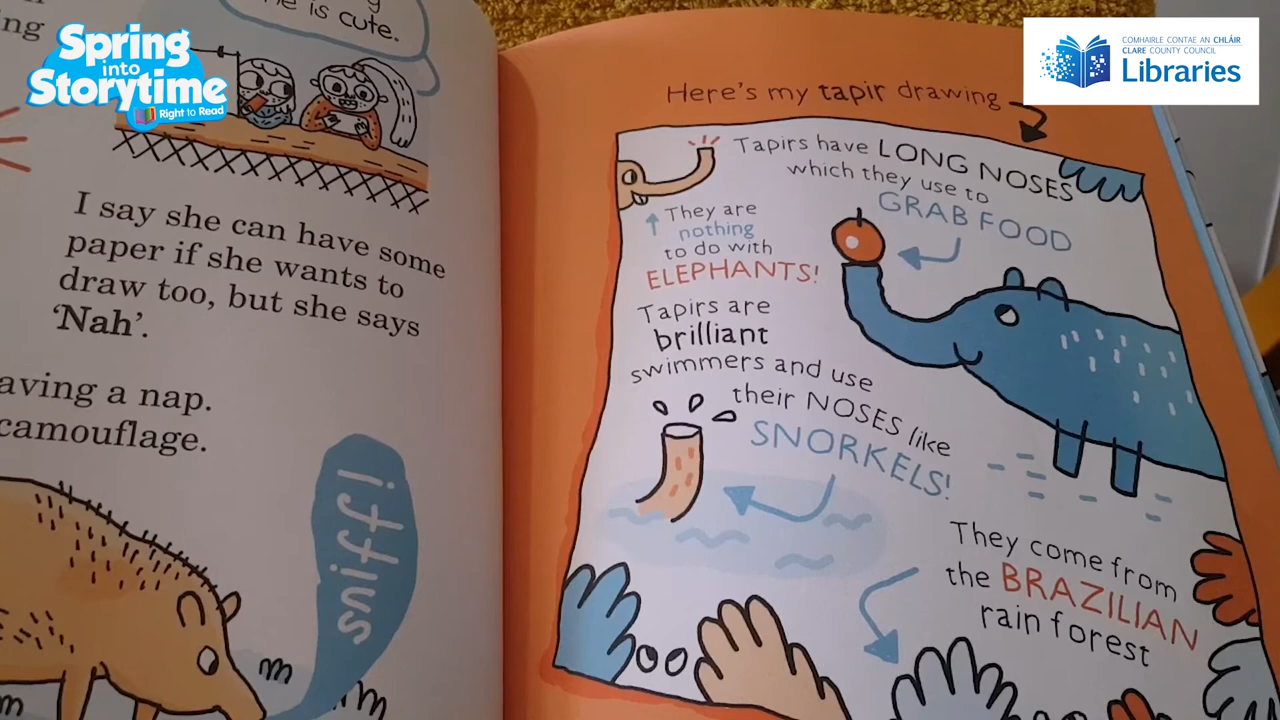 Spring
into
Storytime
Right to Read
COMHAIRLE CONTAE AN CHLÁIR
CLARE COUNTY COUNCIL
Libraries
is cute.
I say she can have some
paper if she wants to
draw too, but she says
‘Nah’.
a nap.
camouflage.
sniff!
Here's my tapir drawing
Tapirs have LONG NOSES
which they use to
GRAB FOOD
They are
nothing
to do with
ELEPHANTS!
Tapirs are
brilliant
swimmers and use
their NOSES like
SNORKELS!
They come from
the BRAZILIAN
rain forest